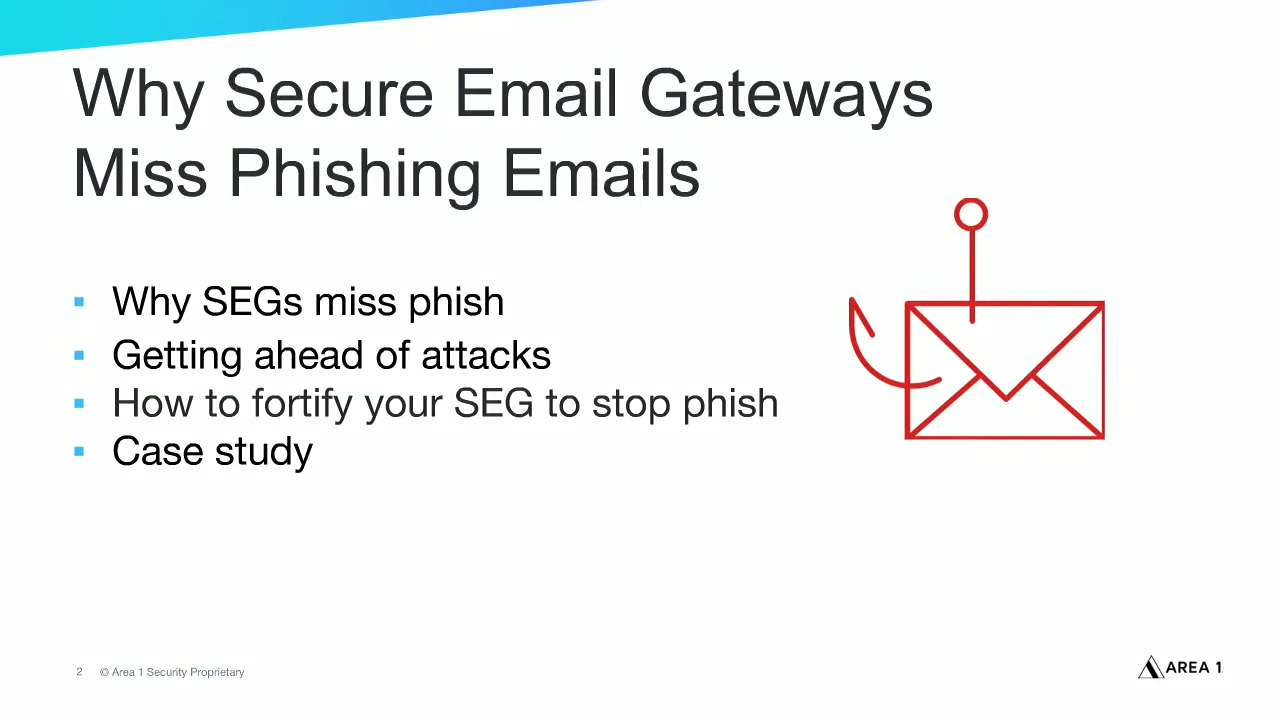 Why Secure Email Gateways
Miss Phishing Emails
▪ Why SEGs miss phish
▪ Getting ahead of attacks
▪ How to fortify your SEG to stop phish
▪ Case study
2 © Area 1 Security Proprietary
AREA 1